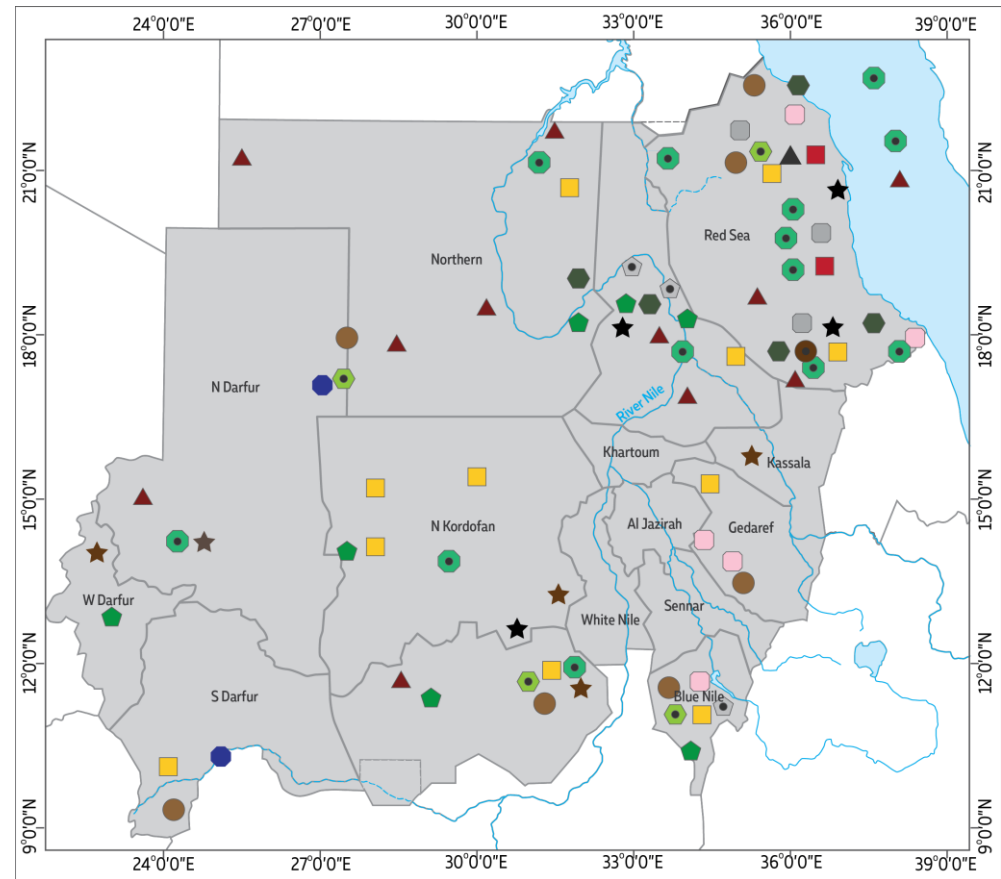 24°0'0"E 27°0'0"E 30°0'0"E 33°0'0"E 36°0'0"E 39°0'0"E
21°0'0"N
21°0'0"N
Red Sea
Northern
18°0'0"N
18°0'0"N
N Darfur
River Nile
Khartoum
Kassala
15°0'0"N
15°0'0"N
N Kordofan
Al Jazirah
Gedaref
W Darfur
White Nile
Sennar
12°0'0"N
12°0'0"N
S Darfur
Blue Nile
9°0'0"N
9°0'0"N
24°0'0"E 27°0'0"E 30°0'0"E 33°0'0"E 36°0'0"E 39°0'0"E